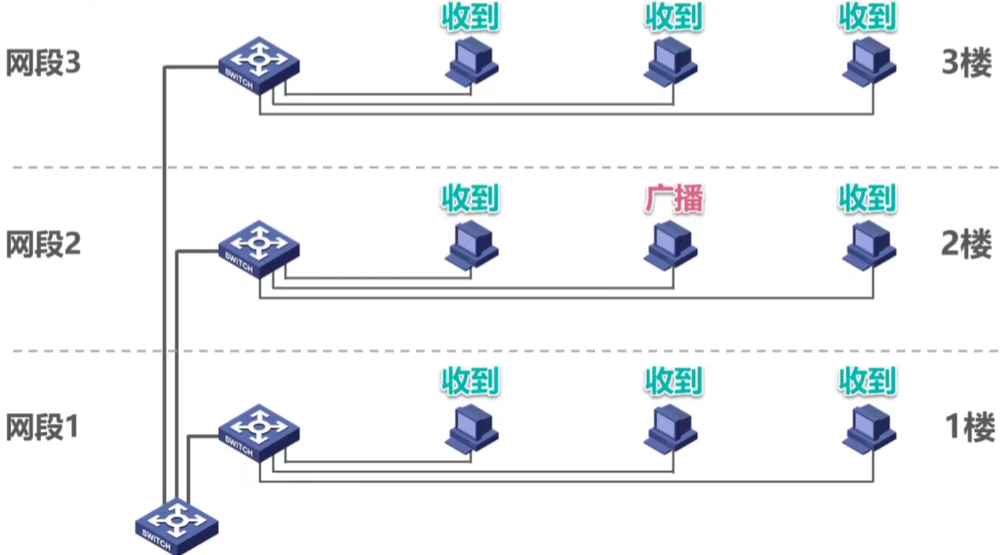 收到 收到 收到
网段3 3楼
SWITCH
收到 广播 收到
网段2 2楼
SWITCH
收到 收到 收到
网段1 1楼
SWITCH
SWITCH